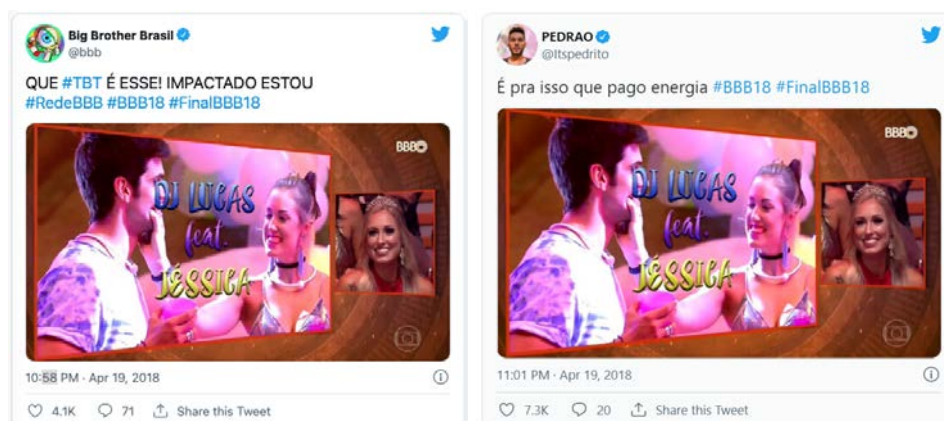 Big Brother Brasil
@bbb
QUE #TBT É ESSE! IMPACTADO ESTOU
#RedeBBB #BBB18 #FinalBBB18
BBB
DJ LUCAS
feat.
JÉSSICA
10:58 PM · Apr 19, 2018
4.1K 71 Share this Tweet
PEDRAO
@Itspedrito
É pra isso que pago energia #BBB18 #FinalBBB18
BBB
DJ LUCAS
feat.
JÉSSICA
11:01 PM · Apr 19, 2018
7.3K 20 Share this Tweet